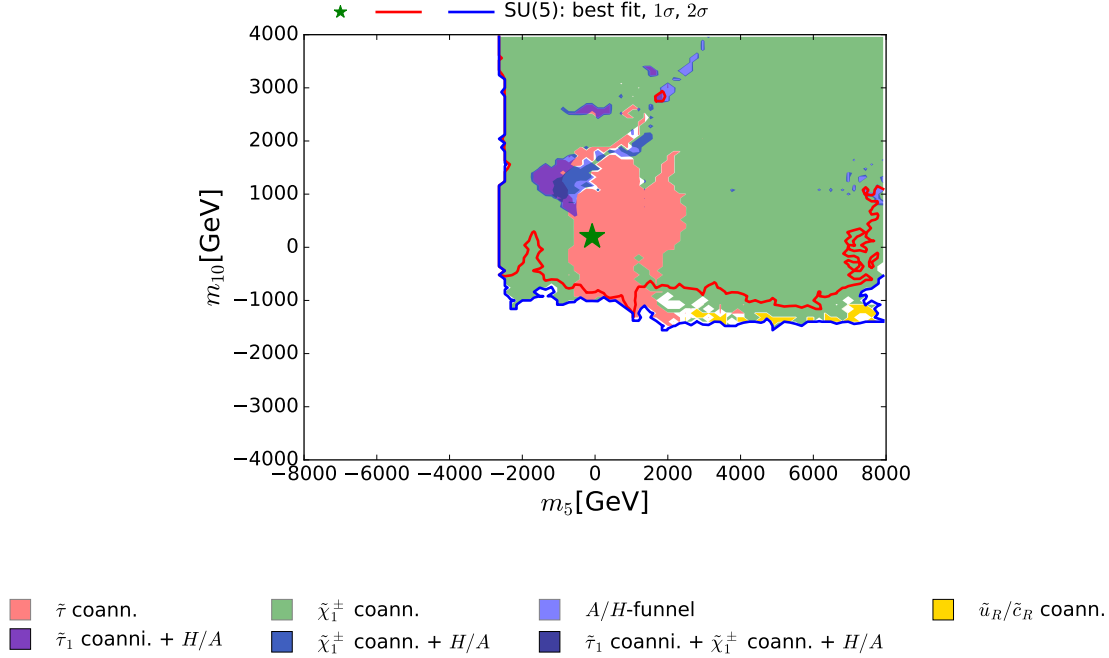 SU(5): best fit, 1σ, 2σ
4000
3000
2000
1000
0
−1000
−2000
−3000
−4000
m₁₀[GeV]
−8000 −6000 −4000 −2000 0 2000 4000 6000 8000
m₅[GeV]
τ̃ coann. χ̃₁± coann. A/H-funnel ũ_R/c̃_R coann.
τ̃₁ coanni. + H/A χ̃₁± coann. + H/A τ̃₁ coanni. + χ̃₁± coann. + H/A